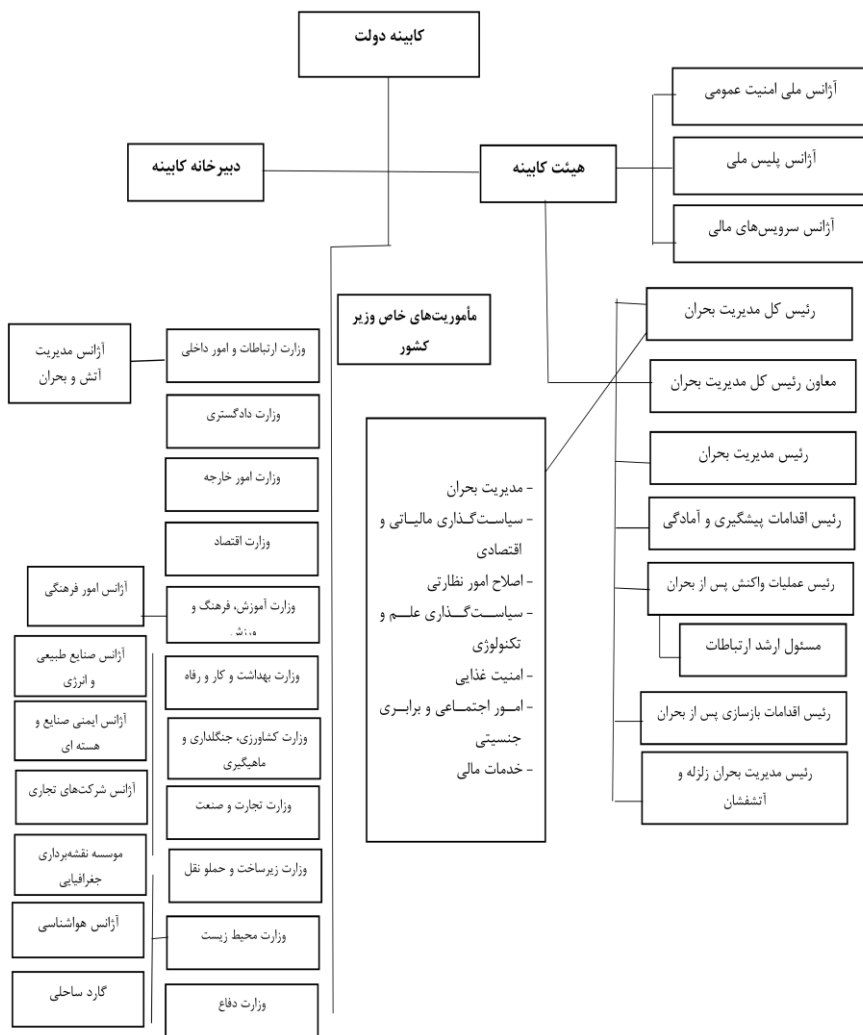 کابینه دولت
آژانس ملی امنیت عمومی
دبیرخانه کابینه
هیئت کابینه
آژانس پلیس ملی
آژانس سرویس‌های مالی
مأموریت‌های خاص وزیر
کشور
رئیس کل مدیریت بحران
معاون رئیس کل مدیریت بحران
رئیس مدیریت بحران
رئیس اقدامات پیشگیری و آمادگی
رئیس عملیات واکنش پس از بحران
مسئول ارشد ارتباطات
رئیس اقدامات بازسازی پس از بحران
رئیس مدیریت بحران زلزله و
آتشفشان
- مدیریت بحران
- سیاست‌گذاری مالیاتی و
اقتصادی
- اصلاح امور نظارتی
- سیاست‌گذاری علم و
تکنولوژی
- امنیت غذایی
- امور اجتماعی و برابری
جنسیتی
- خدمات مالی
وزارت ارتباطات و امور داخلی
وزارت دادگستری
وزارت امور خارجه
وزارت اقتصاد
وزارت آموزش، فرهنگ و
ورزش
وزارت بهداشت و کار و رفاه
وزارت کشاورزی، جنگلداری و
ماهیگیری
وزارت تجارت و صنعت
وزارت زیرساخت و حملو نقل
وزارت محیط زیست
وزارت دفاع
آژانس مدیریت
آتش و بحران
آژانس امور فرهنگی
آژانس صنایع طبیعی
و انرژی
آژانس ایمنی صنایع و
هسته ای
آژانس شرکت‌های تجاری
موسسه نقشه‌برداری
جغرافیایی
آژانس هواشناسی
گارد ساحلی